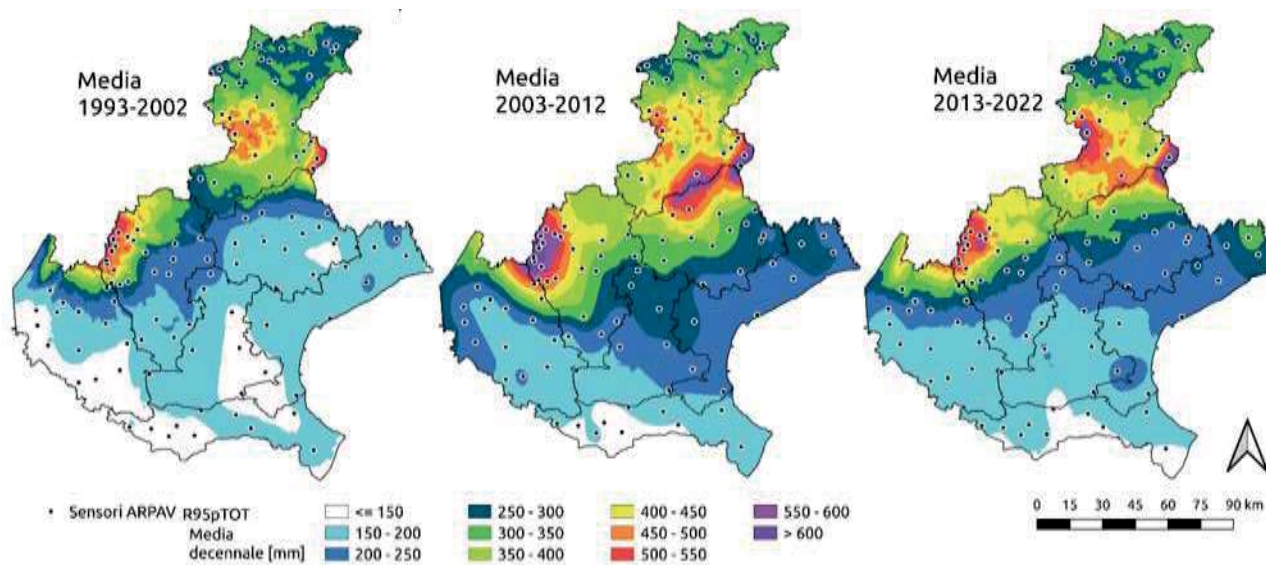 Media
1993-2002
Media
2003-2012
Media
2013-2022
Sensori ARPAV
R95pTOT
Media
decennale [mm]
<= 150
150 - 200
200 - 250
250 - 300
300 - 350
350 - 400
400 - 450
450 - 500
500 - 550
550 - 600
> 600
0 15 30 45 60 75 90 km